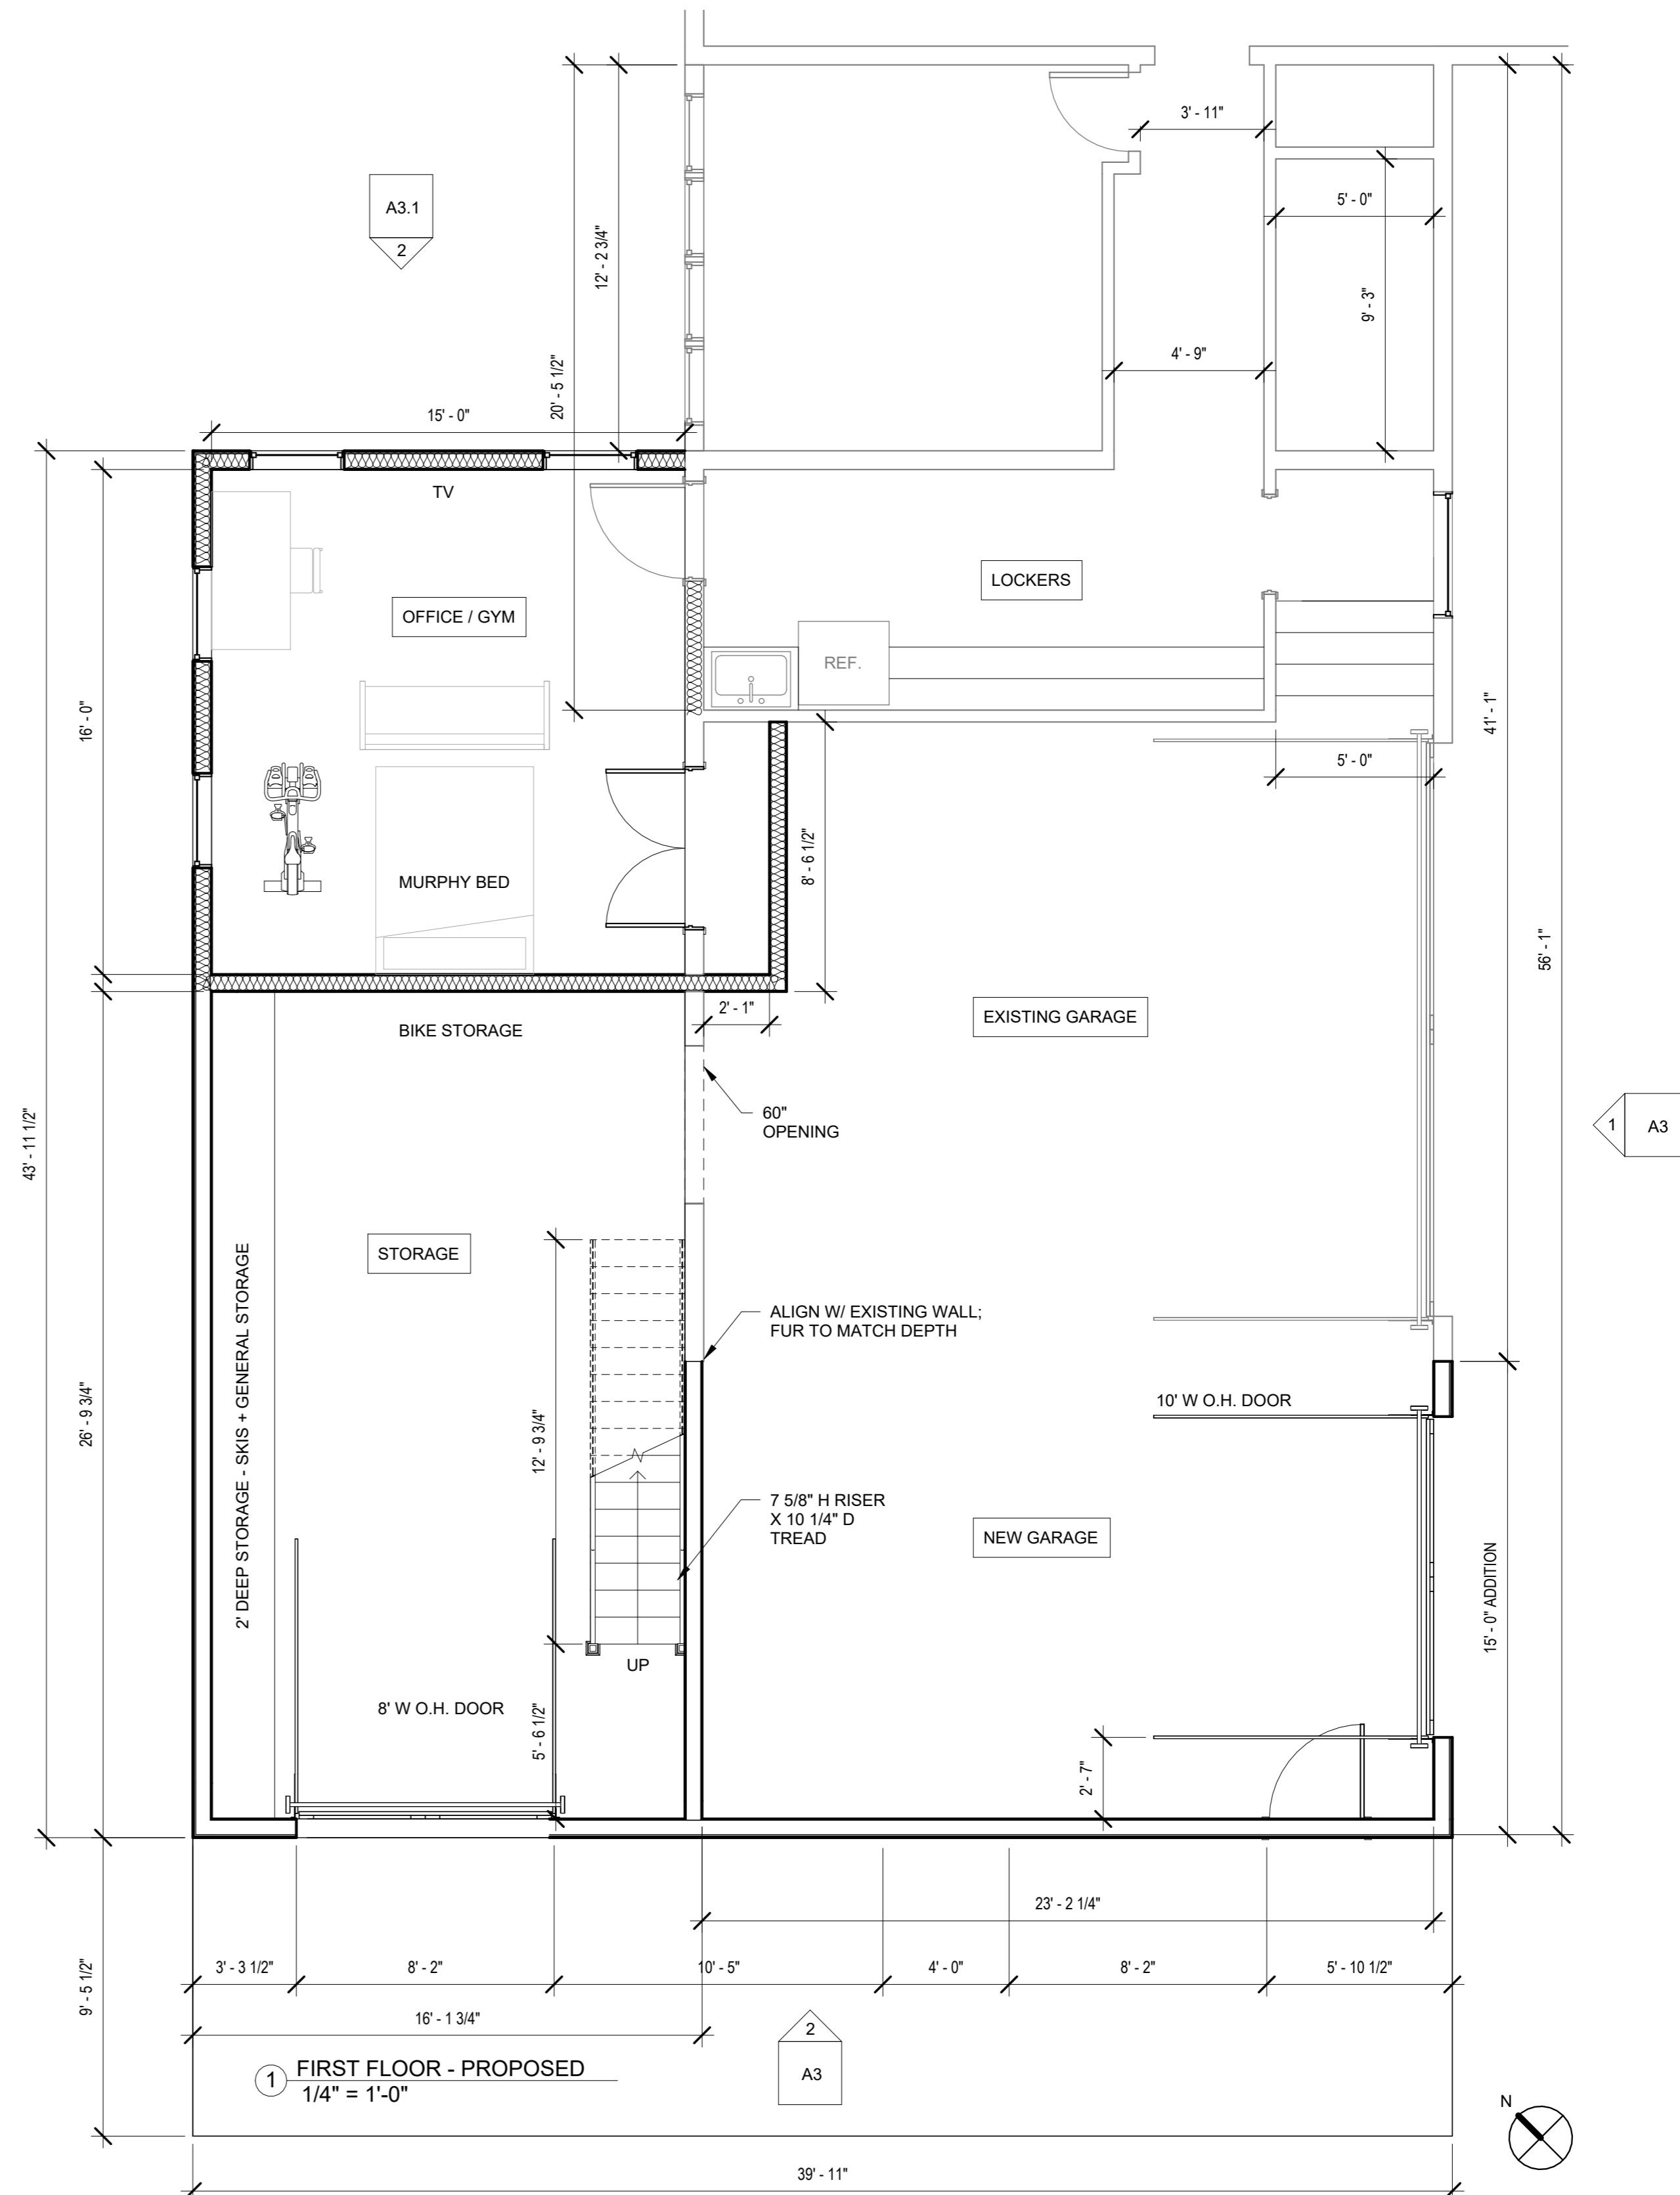 3' - 11"
A3.1
2
5' - 0"
12' - 2 3/4"
9' - 3"
4' - 9"
20' - 5 1/2"
15' - 0"
TV
LOCKERS
OFFICE / GYM
REF.
16' - 0"
41' - 1"
5' - 0"
8' - 6 1/2"
MURPHY BED
56' - 1"
2' - 1"
EXISTING GARAGE
BIKE STORAGE
43' - 11 1/2"
60"
OPENING
1
A3
STORAGE
2' DEEP STORAGE - SKIS + GENERAL STORAGE
ALIGN W/ EXISTING WALL;
FUR TO MATCH DEPTH
26' - 9 3/4"
10' W O.H. DOOR
12' - 9 3/4"
7 5/8" H RISER
X 10 1/4" D
TREAD
NEW GARAGE
15' - 0" ADDITION
UP
8' W O.H. DOOR
5' - 6 1/2"
2' - 7"
23' - 2 1/4"
9' - 5 1/2"
3' - 3 1/2"
8' - 2"
10' - 5"
4' - 0"
8' - 2"
5' - 10 1/2"
16' - 1 3/4"
2
A3
1
FIRST FLOOR - PROPOSED
1/4" = 1'-0"
N
39' - 11"